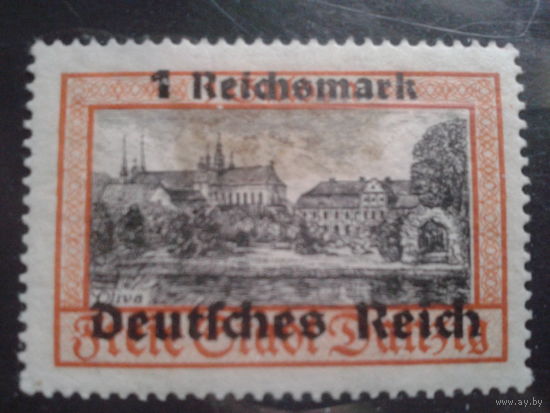 1 Reichsmark
Oliva
Deutsches Reich
Freie Stadt Danzig
www.ay.by